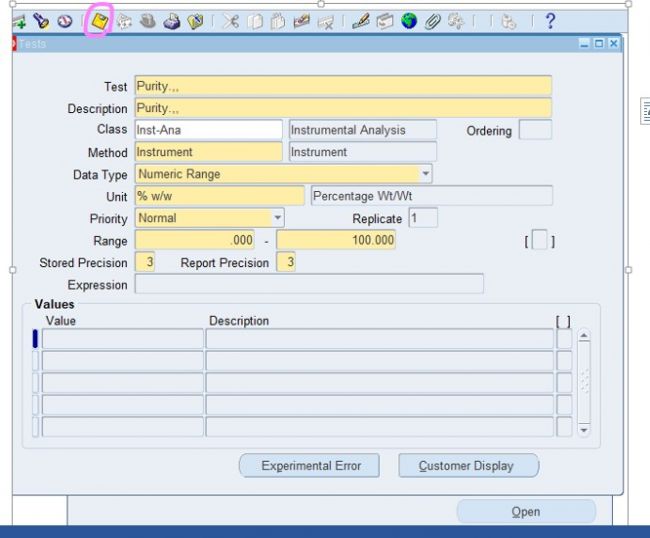 ?
Tests
Test Purity.,,
Description Purity.,,
Class Inst-Ana Instrumental Analysis Ordering
Method Instrument Instrument
Data Type Numeric Range
Unit % w/w Percentage Wt/Wt
Priority Normal Replicate 1
Range .000 - 100.000 [ ]
Stored Precision 3 Report Precision 3
Expression
Values
Value Description [ ]
Experimental Error Customer Display
Open